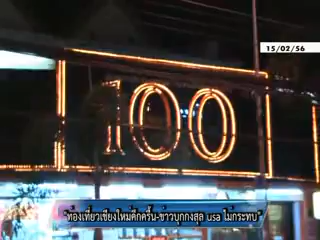 15/02/56
100
"ท่องเที่ยวเชียงใหม่คึกครื้น-ข่าวบุกกงสุล usa ไม่กระทบ"